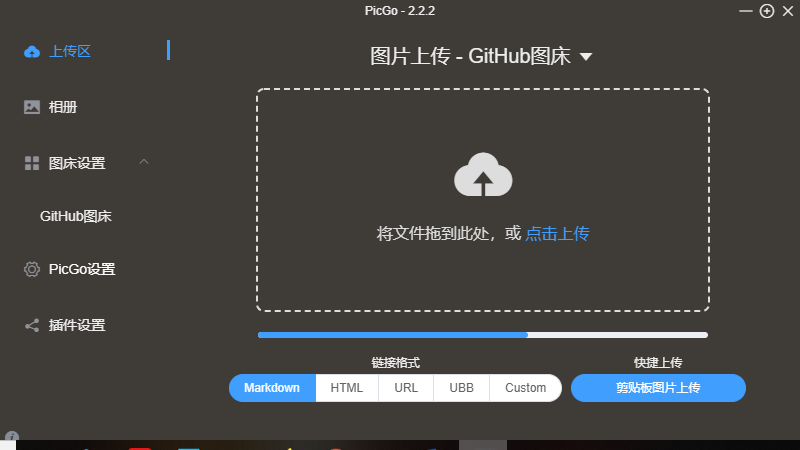 PicGo - 2.2.2
上传区
相册
图床设置
GitHub图床
PicGo设置
插件设置
图片上传 - GitHub图床
将文件拖到此处，或 点击上传
链接格式
快捷上传
Markdown
HTML
URL
UBB
Custom
剪贴板图片上传